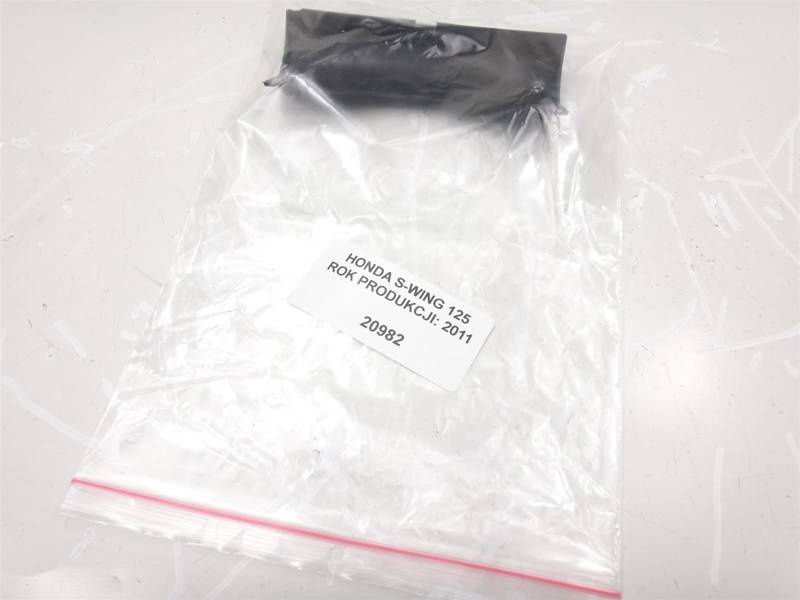 HONDA S-WING 125
ROK PRODUKCJI: 2011
20982